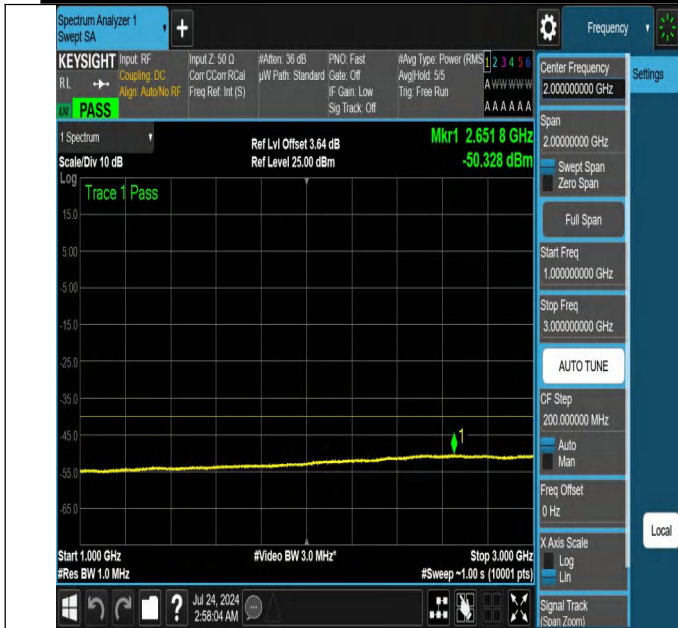 Spectrum Analyzer 1
Swept SA
+
Frequency
KEYSIGHT
RL
PASS
Input: RF
Coupling: DC
Align: Auto/No RF
Input Z: 50 Ω
Corr CCorr RCal
Freq Ref: Int (S)
#Atten: 36 dB
µW Path: Standard
PNO: Fast
Gate: Off
IF Gain: Low
Sig Track: Off
#Avg Type: Power (RMS
Avg|Hold: 5/5
Trig: Free Run
1 2 3 4 5 6
A W W W W W
A A A A A A
1 Spectrum
Scale/Div 10 dB
Log
Ref Lvl Offset 3.64 dB
Ref Level 25.00 dBm
Mkr1 2.651 8 GHz
-50.328 dBm
Trace 1 Pass
15.0
5.00
-5.00
-15.0
-25.0
-35.0
-45.0
-55.0
-65.0
1
Start 1.000 GHz
#Res BW 1.0 MHz
#Video BW 3.0 MHz*
Stop 3.000 GHz
#Sweep ~1.00 s (10001 pts)
Jul 24, 2024
2:58:04 AM
Center Frequency
2.00000000 GHz
Span
2.00000000 GHz
Swept Span
Zero Span
Full Span
Start Freq
1.000000000 GHz
Stop Freq
3.000000000 GHz
AUTO TUNE
CF Step
200.000000 MHz
Auto
Man
Freq Offset
0 Hz
X Axis Scale
Log
Lin
Signal Track
(Span Zoom)
Settings
Local